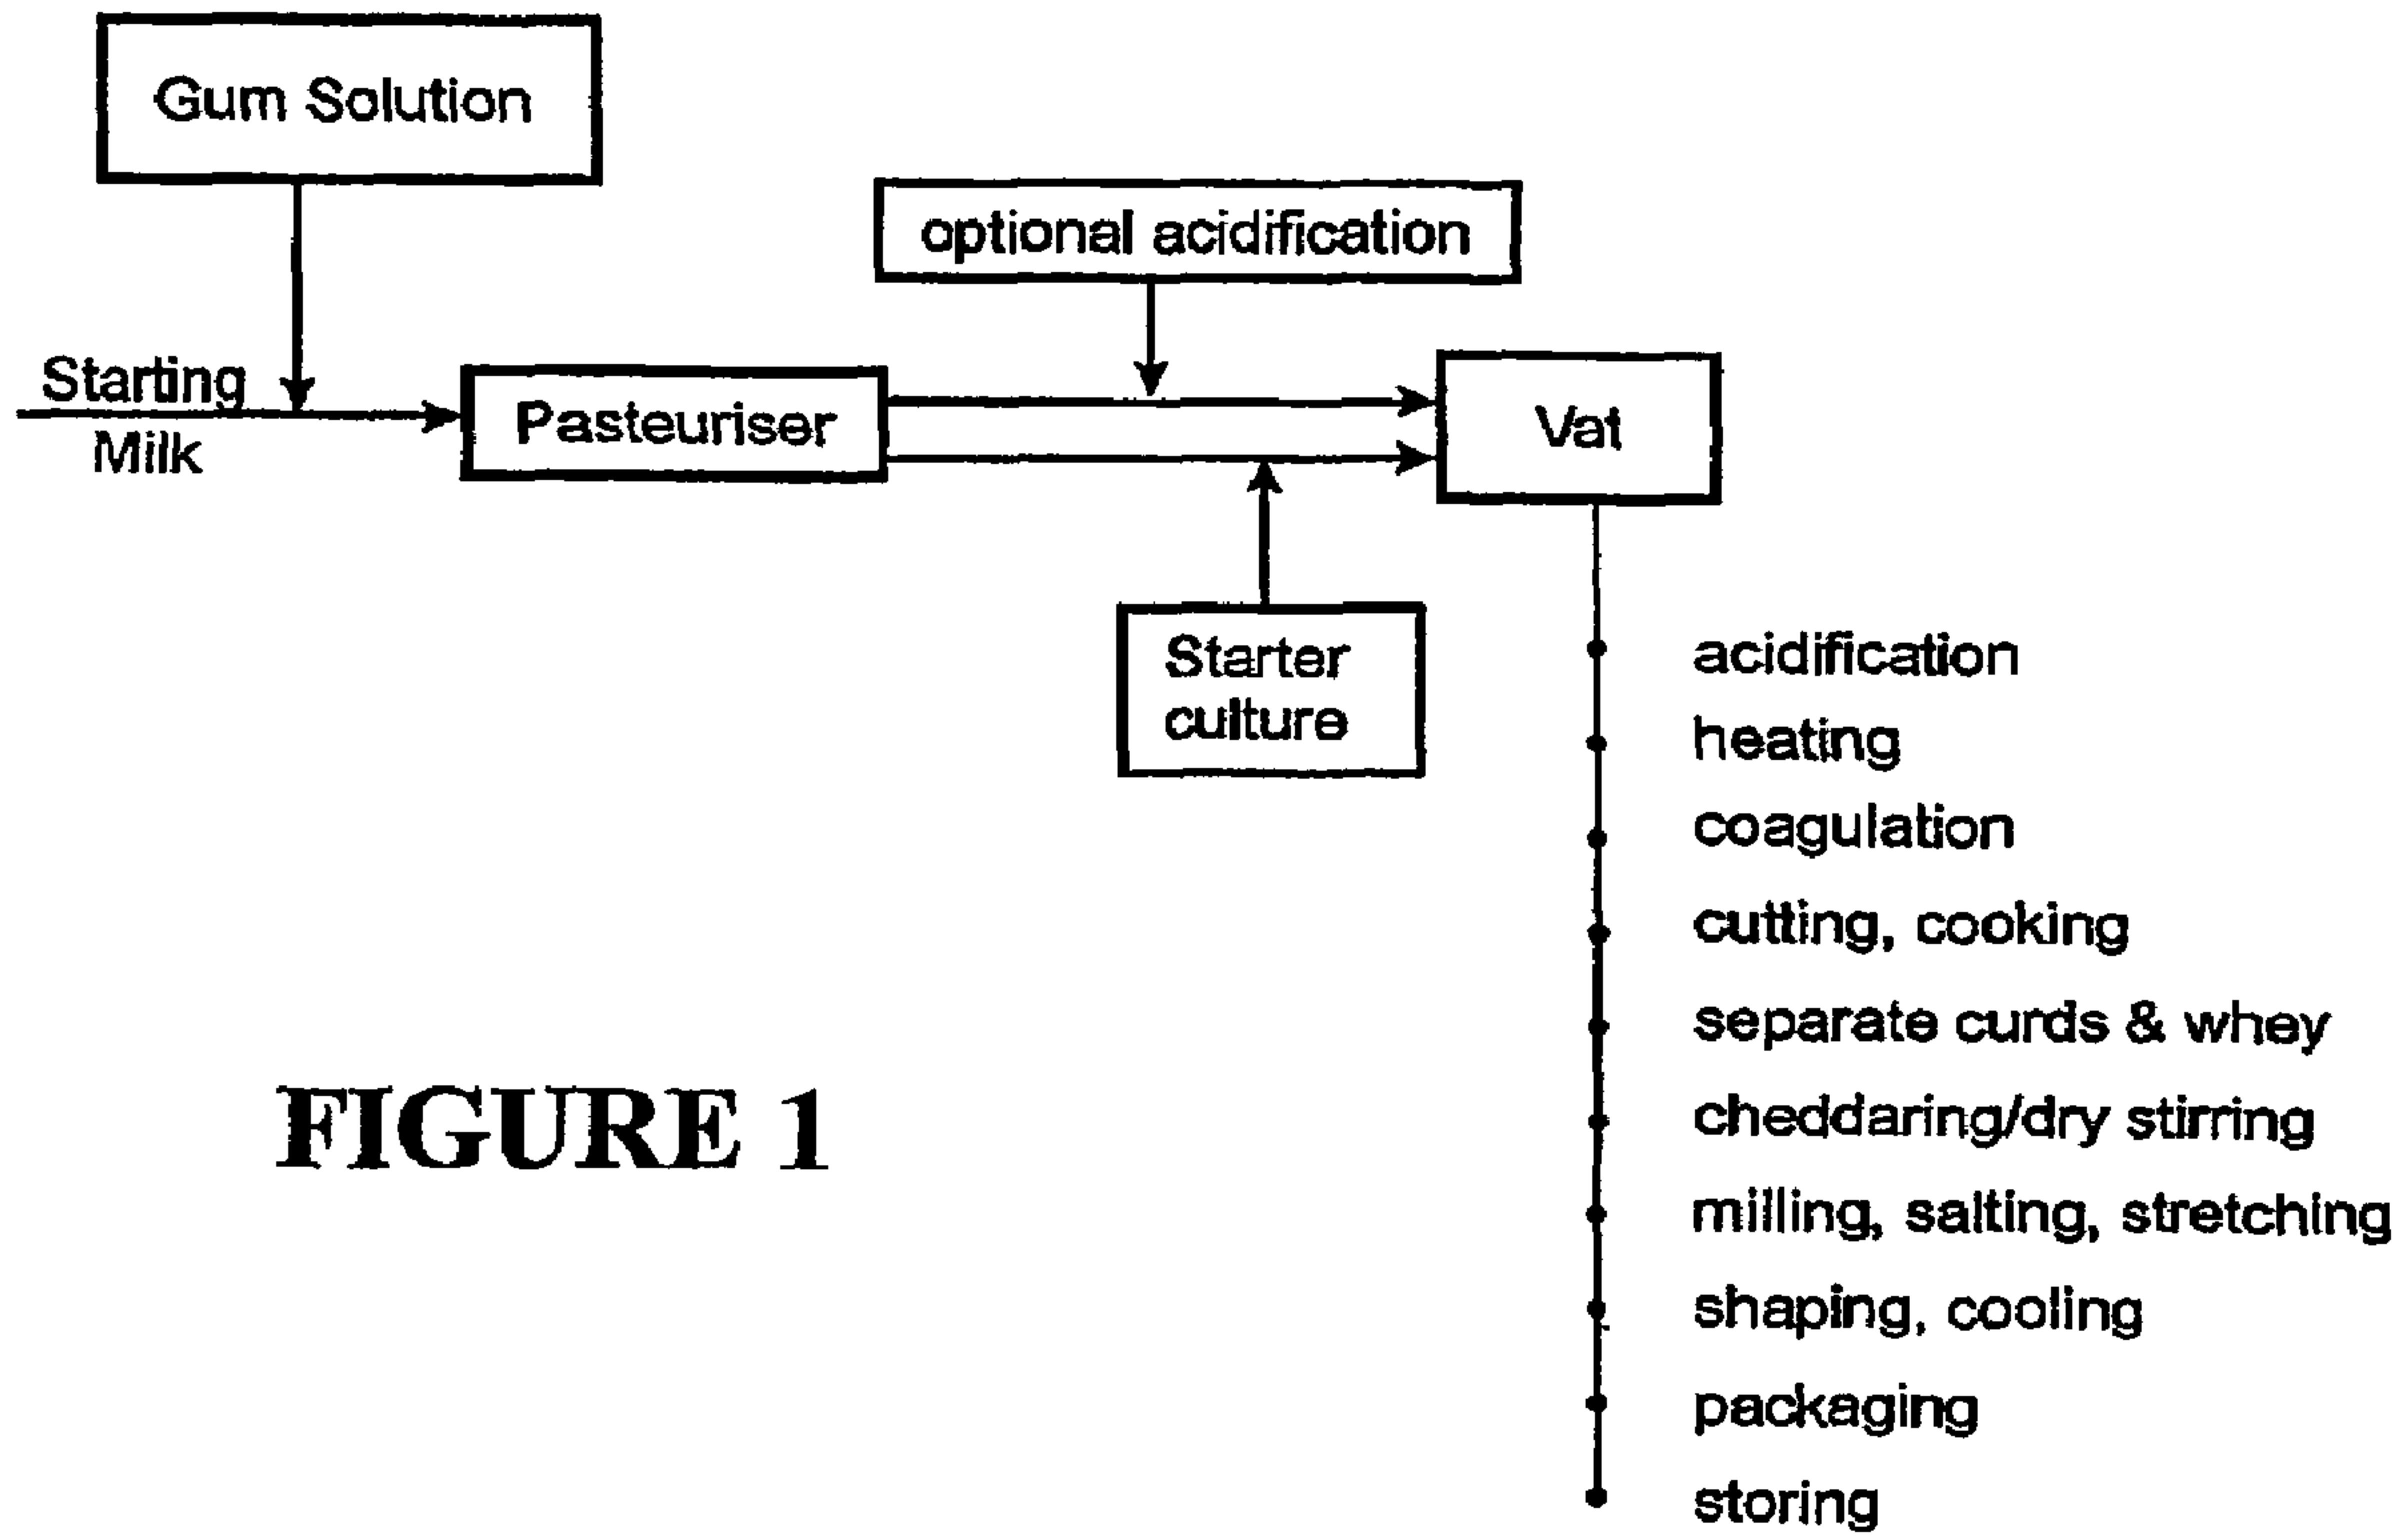 Gum Solution
optional acidification
Starting
Milk
Pasteuriser
Vat
Starter
culture
acidification
heating
coagulation
cutting, cooking
separate curds & whey
cheddaring/dry stirring
milling, salting, stretching
shaping, cooling
packaging
storing
FIGURE 1